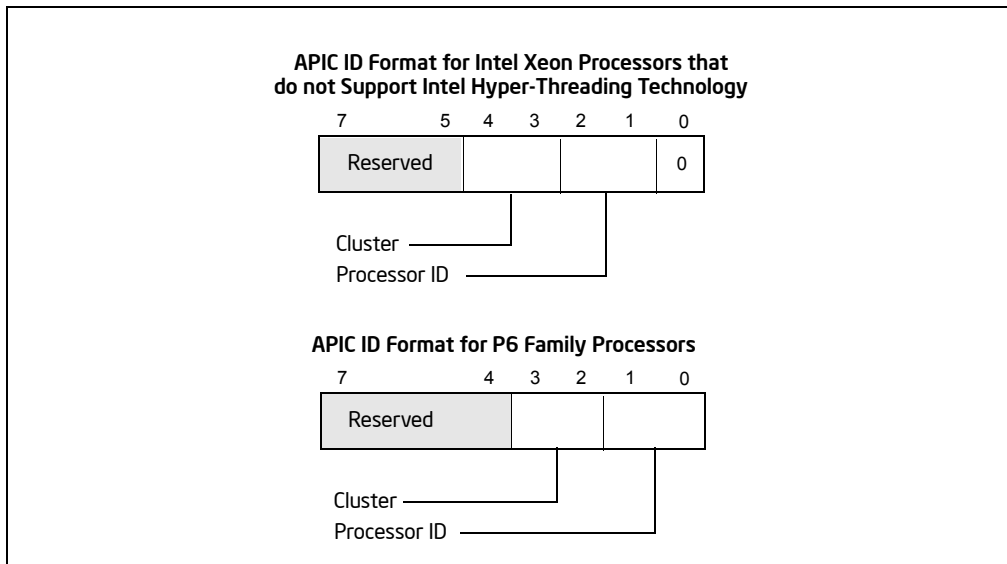 APIC ID Format for Intel Xeon Processors that
do not Support Intel Hyper-Threading Technology
7 5 4 3 2 1 0
Reserved 0
Cluster
Processor ID
APIC ID Format for P6 Family Processors
7 4 3 2 1 0
Reserved
Cluster
Processor ID